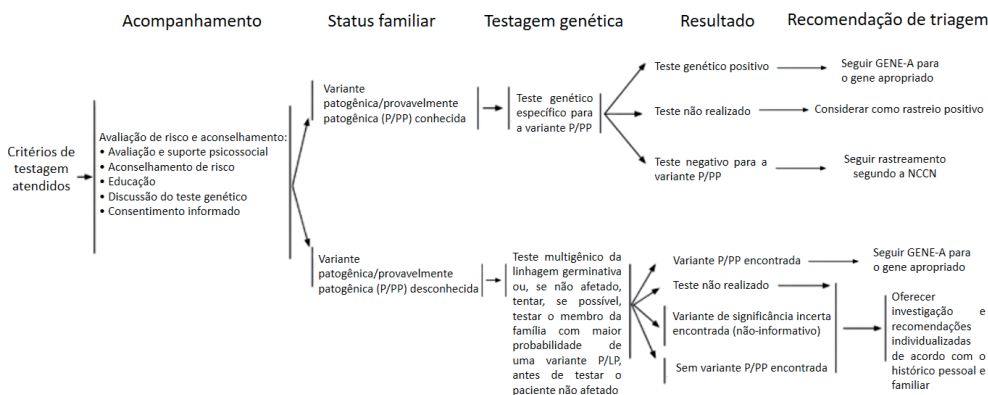 Acompanhamento
Status familiar
Testagem genética
Resultado
Recomendação de triagem
Critérios de
testagem
atendidos
Avaliação de risco e aconselhamento:
• Avaliação e suporte psicossocial
• Aconselhamento de risco
• Educação
• Discussão do teste genético
• Consentimento informado
Variante
patogênica/provavelmente
patogênica (P/PP) conhecida
Teste genético
específico para
a variante P/PP
Teste genético positivo
Seguir GENE-A para
o gene apropriado
Teste não realizado
Considerar como rastreio positivo
Teste negativo para a
variante P/PP
Seguir rastreamento
segundo a NCCN
Variante
patogênica/provavelmente
patogênica (P/PP) desconhecida
Teste multigênico da
linhagem germinativa
ou, se não afetado,
tentar, se possível,
testar o membro da
família com maior
probabilidade de
uma variante P/LP,
antes de testar o
paciente não afetado
Variante P/PP encontrada
Seguir GENE-A para
o gene apropriado
Teste não realizado
Variante de significância incerta
encontrada (não-informativo)
Sem variante P/PP encontrada
Oferecer
investigação e
recomendações
individualizadas
de acordo com o
histórico pessoal e
familiar